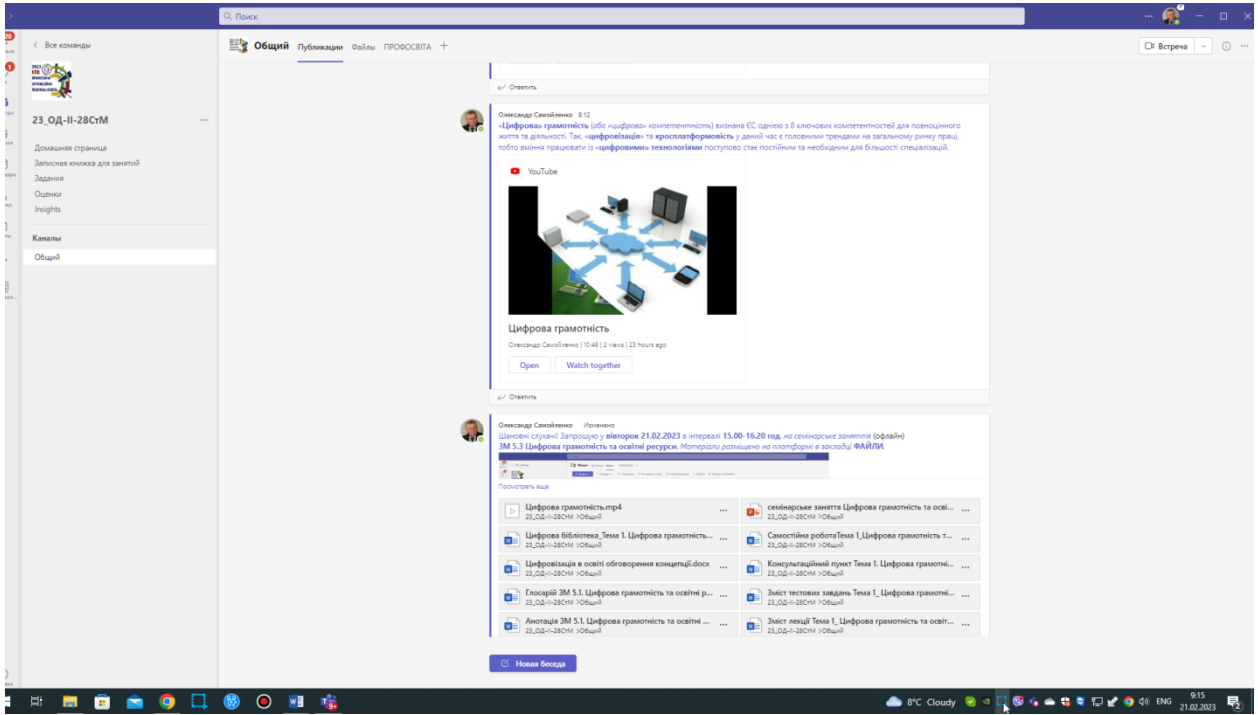 Поиск
20
Все команды
Общий Публикации Файлы ПРОФОСВІТА +
Встреча
23_ОД-ІІ-28СтМ
Домашняя страница
Записная книжка для занятий
Задания
Оценки
Insights
Каналы
Общий
Ответить
Олександр Самойленко 8:12
«Цифрова» грамотність (або «цифрова» компетентність) визнана ЄС однією з 8 ключових компетентностей для повноцінного
життя та діяльності. Так, «цифровізація» та кросплатформовість у даний час є головними трендами на загальному ринку праці,
тобто вміння працювати із «цифровими» технологіями поступово стає постійним та необхідним для більшості спеціалізацій.
YouTube
Цифрова грамотність
Олександр Самойленко | 10:46 | 2 views | 23 hours ago
Open Watch together
Ответить
Олександр Самойленко Изменено
Шановні слухачі! Запрошую у вівторок 21.02.2023 в інтервалі 15.00-16.20 год. на семінарське заняття (офлайн)
ЗМ 5.3 Цифрова грамотність та освітні ресурси. Матеріали розміщено на платформі в закладці ФАЙЛИ.
Посмотреть еще
Цифрова грамотність.mp4
23_ОД-ІІ-28СтМ >Общий
семінарське заняття Цифрова грамотність та осві...
23_ОД-ІІ-28СтМ >Общий
Цифрова бібліотека_Тема 1. Цифрова грамотність...
23_ОД-ІІ-28СтМ >Общий
Самостійна роботаТема 1_Цифрова грамотність т...
23_ОД-ІІ-28СтМ >Общий
Цифровізація в освіті обговорення концепції.docx
23_ОД-ІІ-28СтМ >Общий
Консультаційний пункт Тема 1. Цифрова грамотні...
23_ОД-ІІ-28СтМ >Общий
Глосарій ЗМ 5.1. Цифрова грамотність та освітні р...
23_ОД-ІІ-28СтМ >Общий
Зміст тестових завдань Тема 1_ Цифрова грамотні...
23_ОД-ІІ-28СтМ >Общий
Анотація ЗМ 5.1. Цифрова грамотність та освітні ...
23_ОД-ІІ-28СтМ >Общий
Зміст лекції Тема 1_ Цифрова грамотність та освіт...
23_ОД-ІІ-28СтМ >Общий
Новая беседа
8°C Cloudy
ENG
9:15
21.02.2023